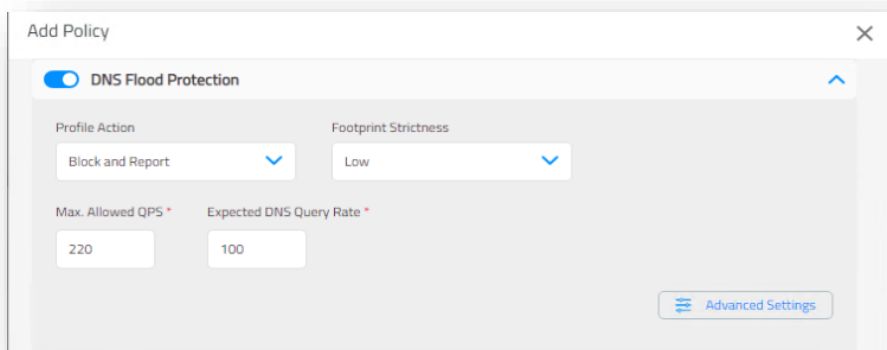 Add Policy
DNS Flood Protection
Profile Action Footprint Strictness
Block and Report Low
Max. Allowed QPS * Expected DNS Query Rate *
220 100
Advanced Settings